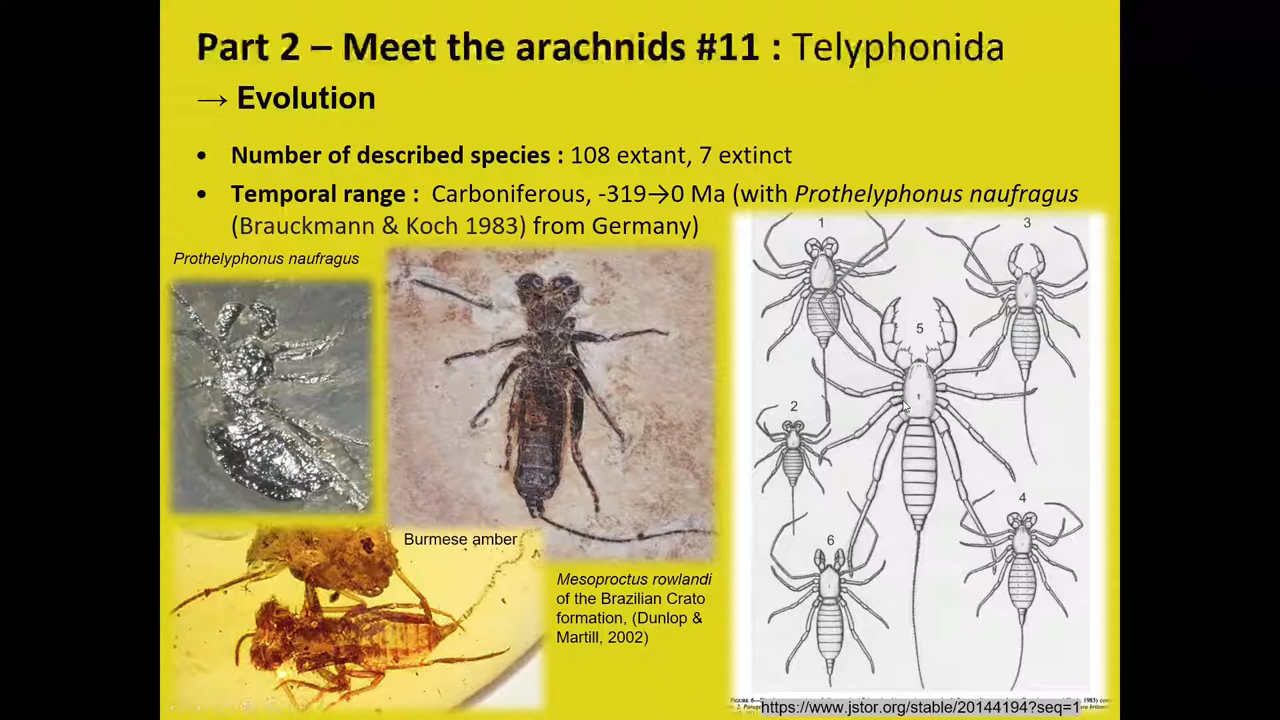 Part 2 – Meet the arachnids #11 : Telyphonida
→ Evolution
• Number of described species : 108 extant, 7 extinct
• Temporal range : Carboniferous, -319→0 Ma (with Prothelyphonus naufragus
(Brauckmann & Koch 1983) from Germany)
Prothelyphonus naufragus
Burmese amber
Mesoproctus rowlandi
of the Brazilian Crato
formation, (Dunlop &
Martill, 2002)
1
3
5
2
4
6
https://www.jstor.org/stable/20144194?seq=1